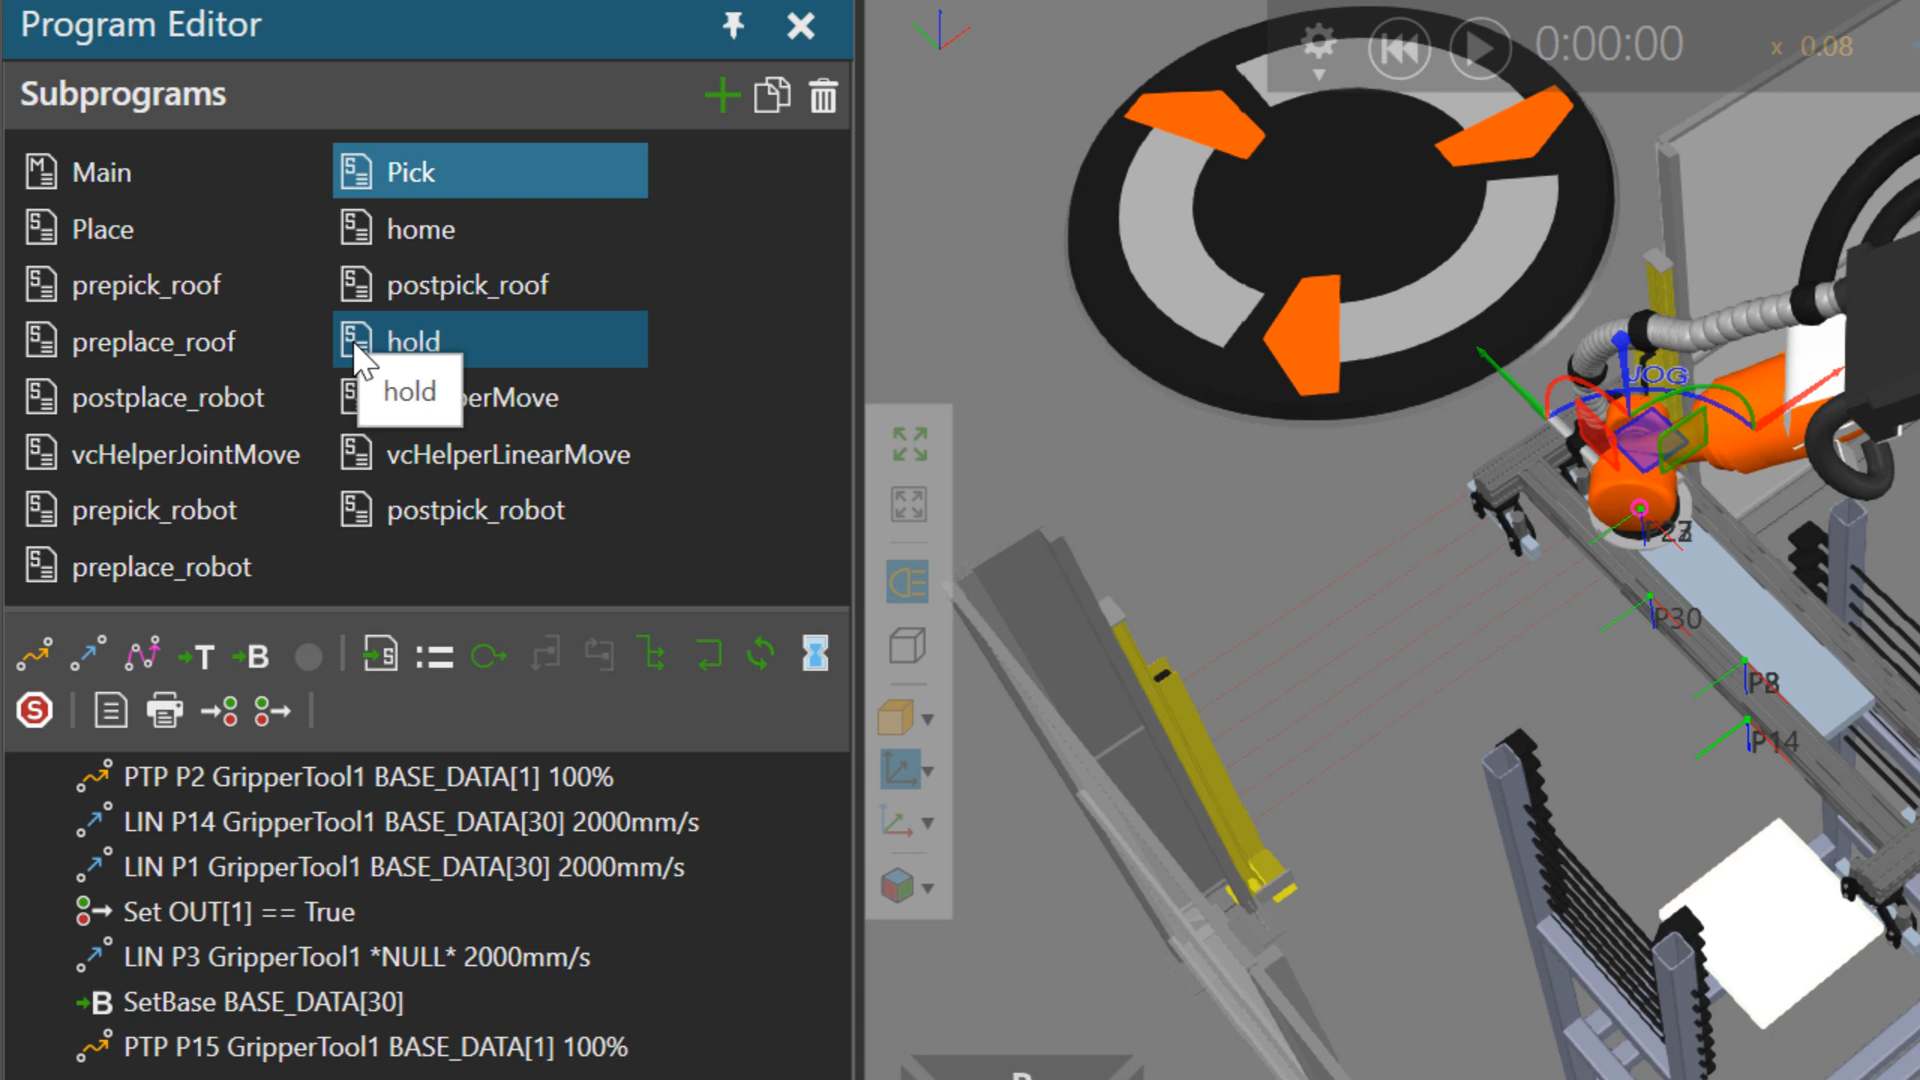 Program Editor
Subprograms
Main
Pick
Place
home
prepick_roof
postpick_roof
preplace_roof
hold
hold
postplace_robot
erMove
vcHelperJointMove
vcHelperLinearMove
prepick_robot
postpick_robot
preplace_robot
PTP P2 GripperTool1 BASE_DATA[1] 100%
LIN P14 GripperTool1 BASE_DATA[30] 2000mm/s
LIN P1 GripperTool1 BASE_DATA[30] 2000mm/s
Set OUT[1] == True
LIN P3 GripperTool1 *NULL* 2000mm/s
SetBase BASE_DATA[30]
PTP P15 GripperTool1 BASE_DATA[1] 100%
0:00:00
x 0.08
JOG
P30
P14